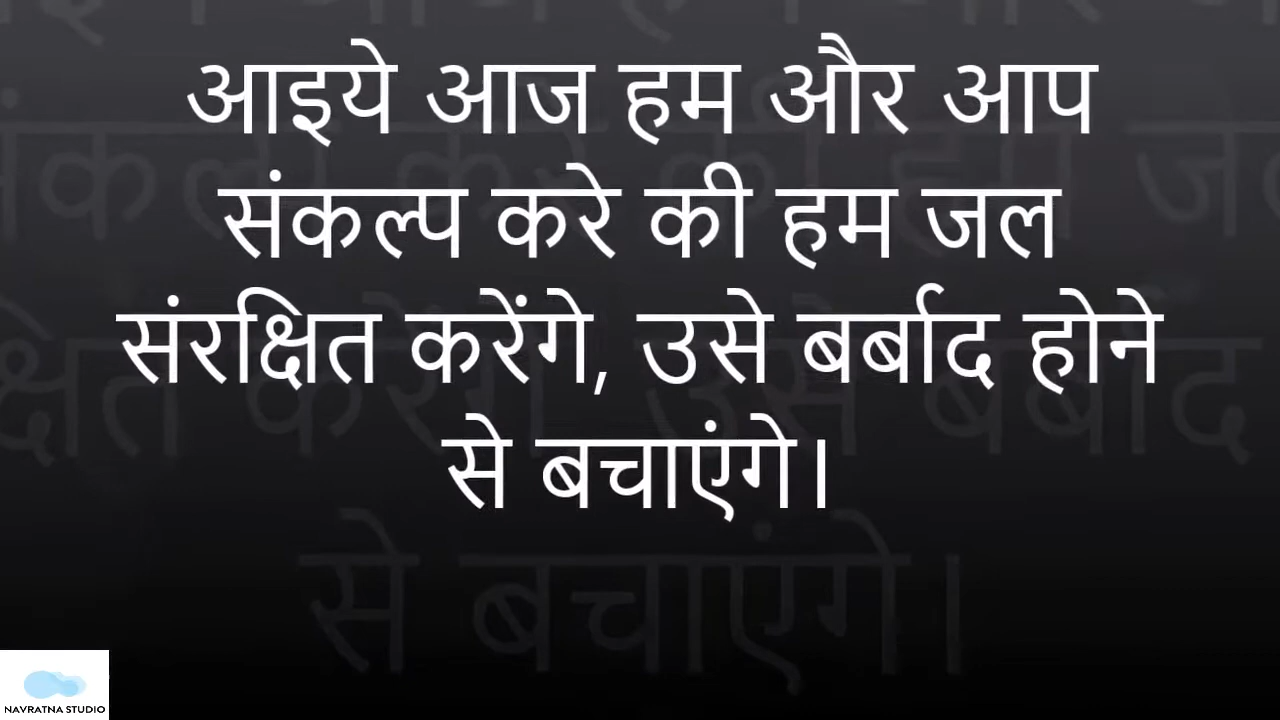 आइये आज हम और आप
संकल्प करे की हम जल
संरक्षित करेंगे, उसे बर्बाद होने
से बचाएंगे।
NAVRATNA STUDIO